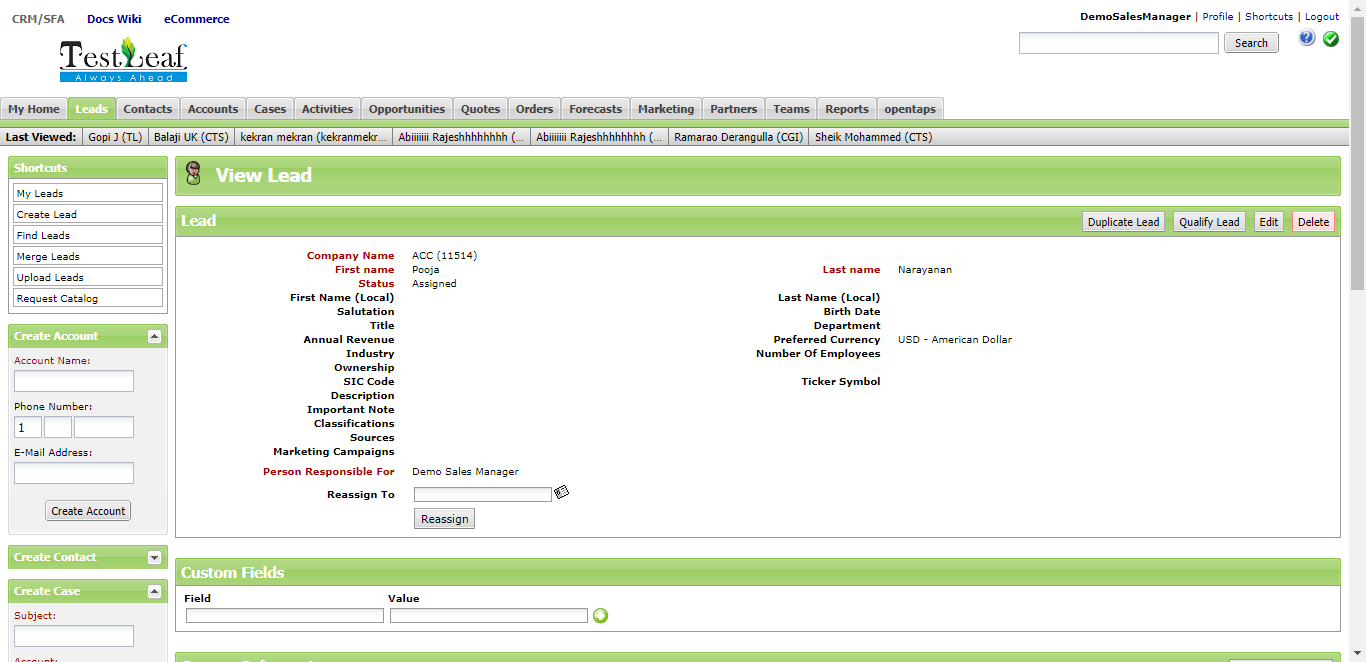 CRM/SFA Docs Wiki eCommerce
DemoSalesManager | Profile | Shortcuts | Logout
TestLeaf
Always Ahead
Search
My Home Leads Contacts Accounts Cases Activities Opportunities Quotes Orders Forecasts Marketing Partners Teams Reports opentaps
Last Viewed: Gopi J (TL) Balaji UK (CTS) kekran mekran (kekranmekr... Abiiiiiii Rajeshhhhhhhh (... Abiiiiiii Rajeshhhhhhhh (... Ramarao Derangulla (CGI) Sheik Mohammed (CTS)
Shortcuts
My Leads
Create Lead
Find Leads
Merge Leads
Upload Leads
Request Catalog
Create Account
Account Name:
Phone Number:
1
E-Mail Address:
Create Account
Create Contact
Create Case
Subject:
Account:
View Lead
Lead
Duplicate Lead Qualify Lead Edit Delete
Company Name ACC (11514)
First name Pooja Last name Narayanan
Status Assigned
First Name (Local) Last Name (Local)
Salutation Birth Date
Title Department
Annual Revenue Preferred Currency USD - American Dollar
Industry Number Of Employees
Ownership
SIC Code Ticker Symbol
Description
Important Note
Classifications
Sources
Marketing Campaigns
Person Responsible For Demo Sales Manager
Reassign To
Reassign
Custom Fields
Field Value